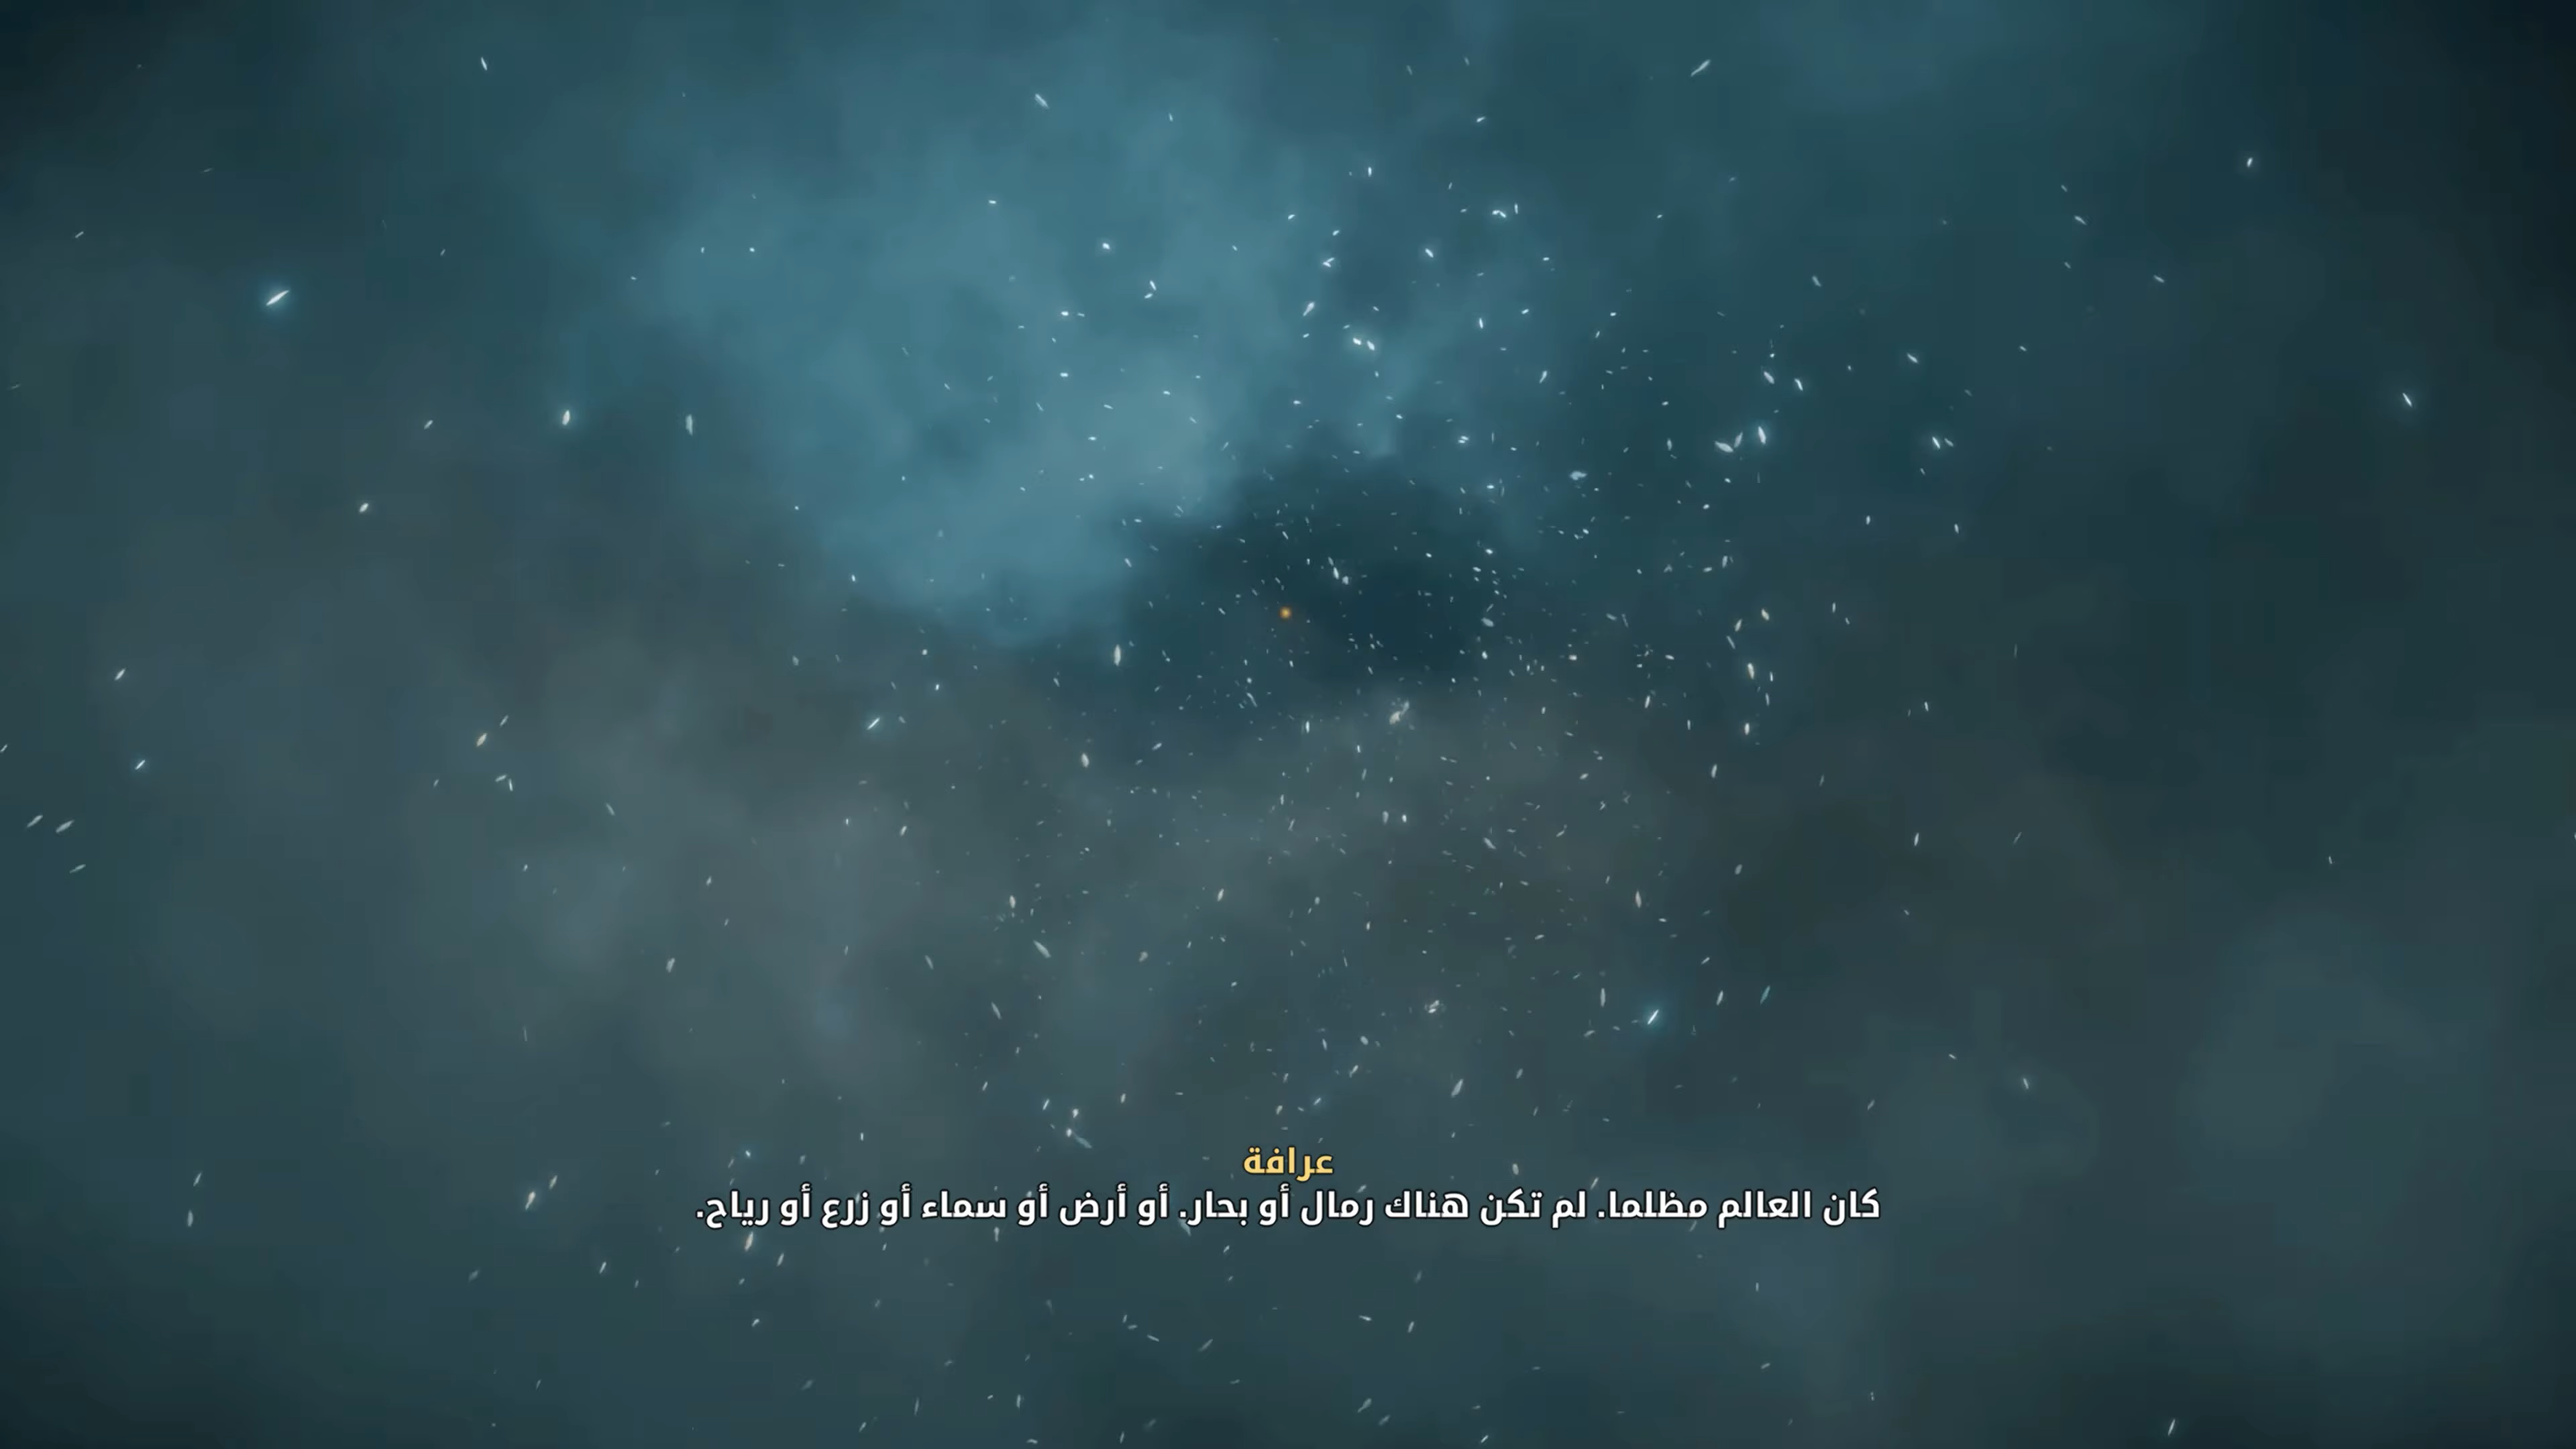 عرافة
كان العالم مظلما. لم تكن هناك رمال أو بحار. أو أرض أو سماء أو زرع أو رياح.